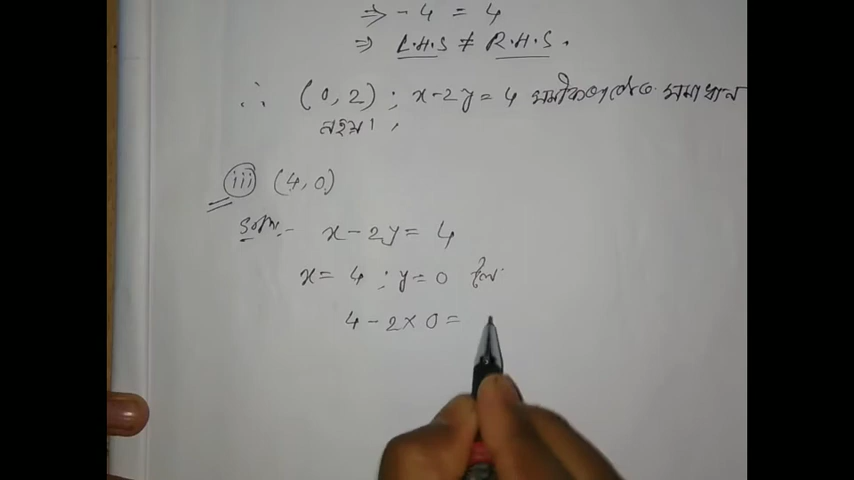 ⇒ -4 = 4
⇒ L.H.S ≠ R.H.S.
∴ (0, 2) ; x-2y = 4 সমীকৰণটোৰ সমাধান
নহয়।
(iii) (4, 0)
Soln:- x - 2y = 4
x = 4 ; y = 0
4 - 2 × 0 =